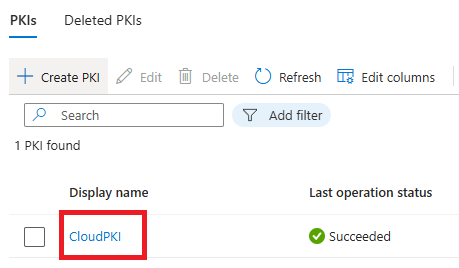 PKIs Deleted PKIs
Create PKI Edit Delete Refresh Edit columns
Search Add filter
1 PKI found
Display name Last operation status
CloudPKI Succeeded